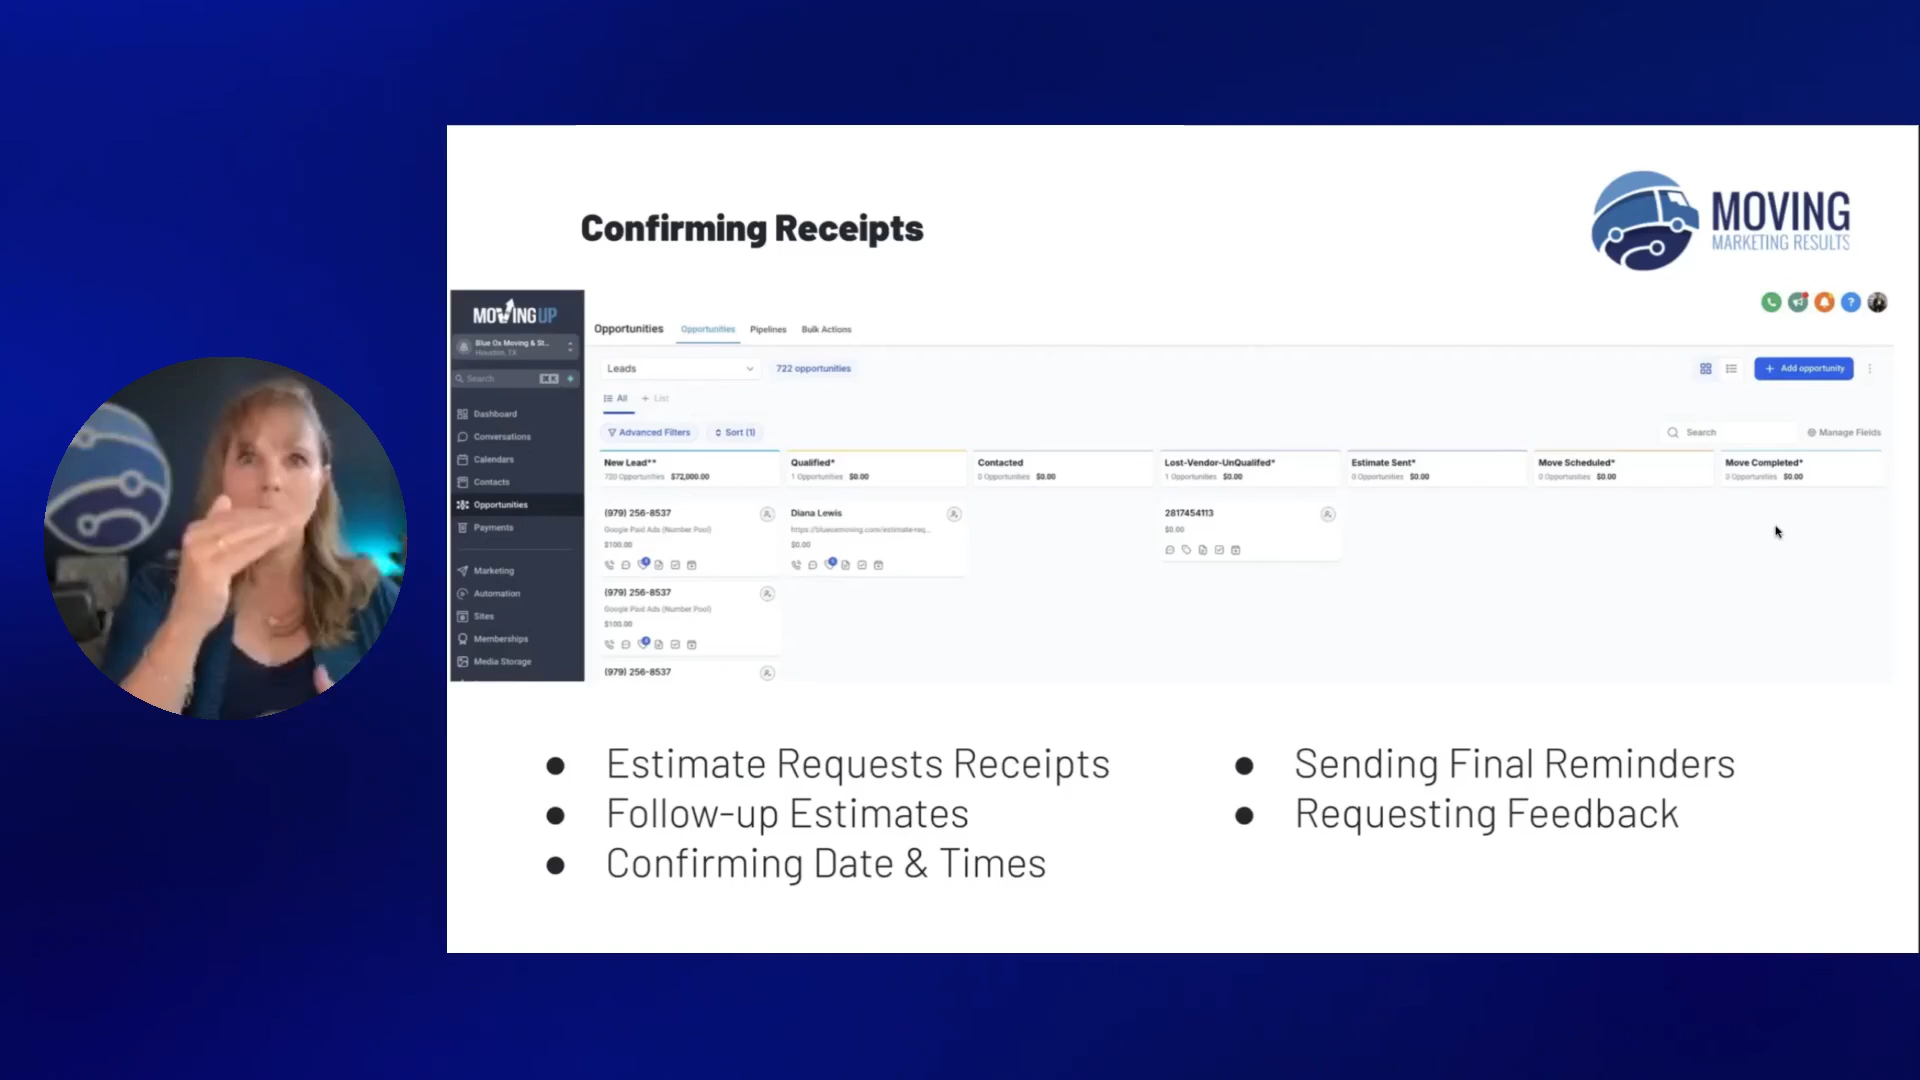 Confirming Receipts
MOVING
MARKETING RESULTS
MOVINGUP
Blue Ox Moving & St...
Houston, TX
Search
⌘K
Dashboard
Conversations
Calendars
Contacts
Opportunities
Payments
Marketing
Automation
Sites
Memberships
Media Storage
Opportunities Opportunities Pipelines Bulk Actions
Leads 722 opportunities
+ Add opportunity
All + List
Advanced Filters Sort (1)
Search Manage Fields
New Lead** Qualified* Contacted Lost-Vendor-UnQualifed* Estimate Sent* Move Scheduled* Move Completed*
720 Opportunities $72,000.00 1 Opportunities $0.00 0 Opportunities $0.00 1 Opportunities $0.00 0 Opportunities $0.00 0 Opportunities $0.00 0 Opportunities $0.00
(979) 256-8537 Diana Lewis 2817454113
Google Paid Ads (Number Pool) $0.00
$100.00 $0.00
(979) 256-8537
Google Paid Ads (Number Pool)
$100.00
(979) 256-8537
● Estimate Requests Receipts
● Follow-up Estimates
● Confirming Date & Times
● Sending Final Reminders
● Requesting Feedback